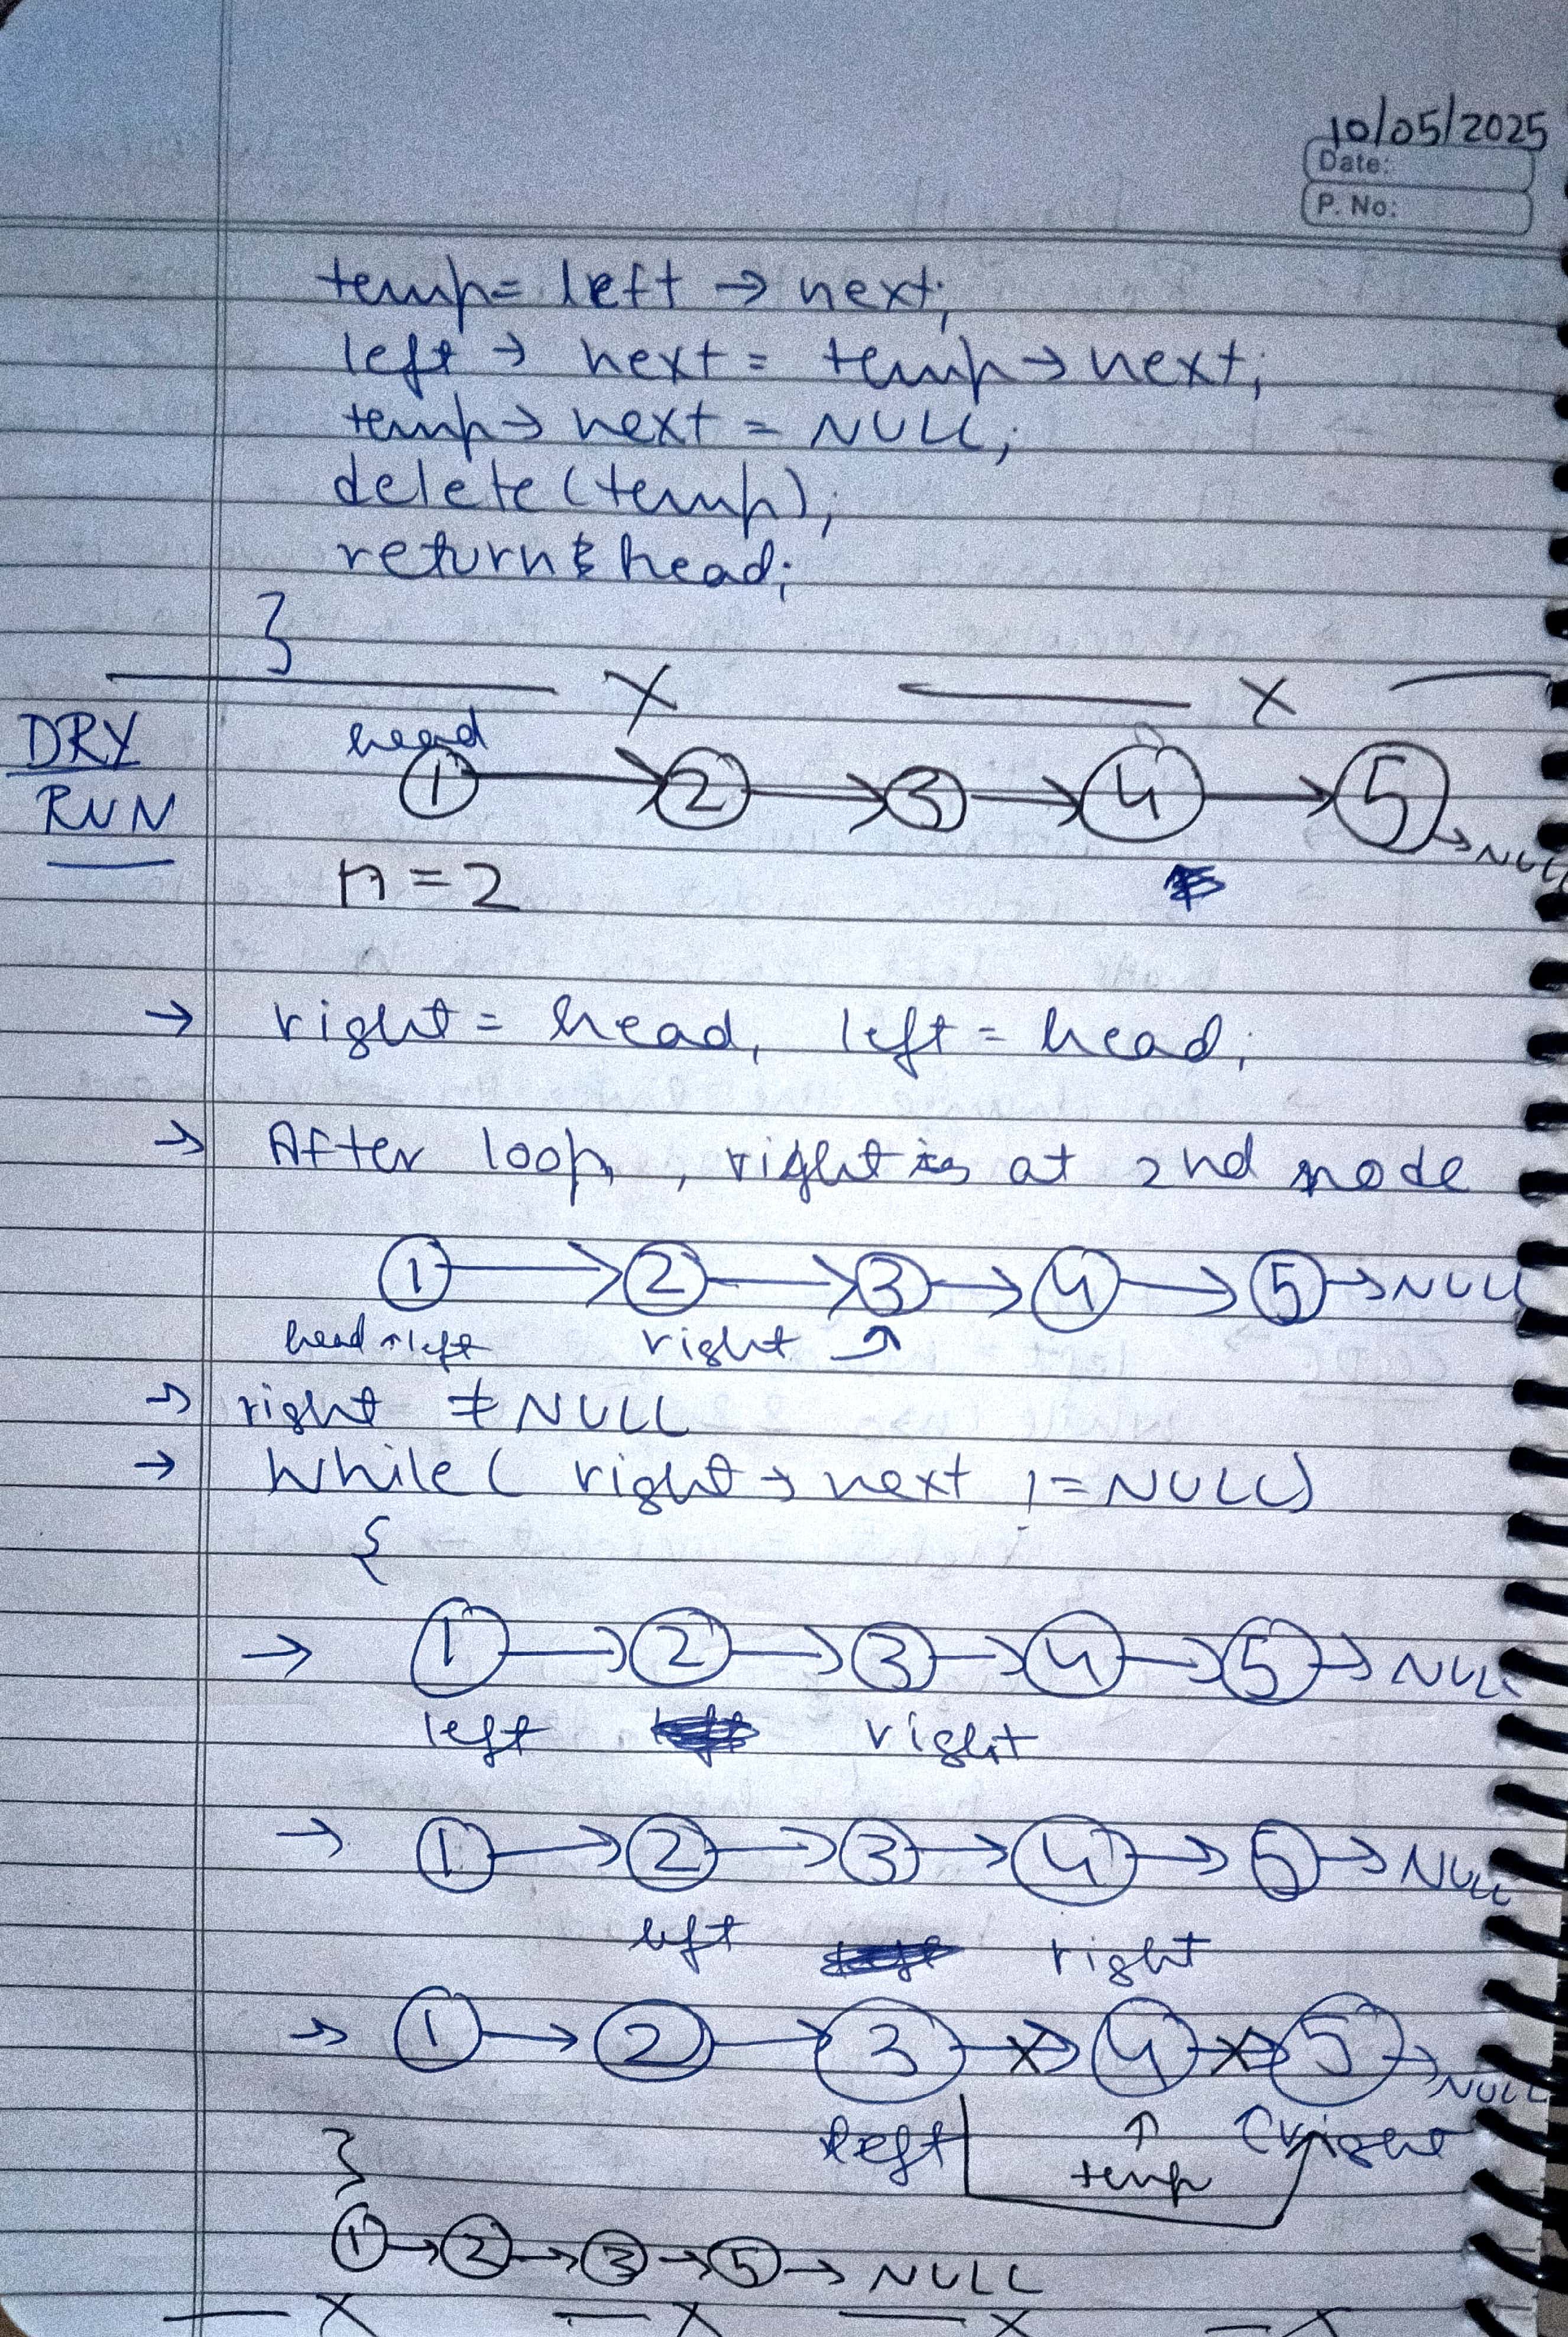 10/05/2025
Date:
P. No:
temp= left → next;
left → next = temp→next;
temp→ next = NULL;
delete(temp);
return head;
}
X X
DRY RUN
head
1 → 2 → 3 → 4 → 5 → NULL
n=2
→ right = head, left = head;
→ After loop, right is at 2nd node
1 → 2 → 3 → 4 → 5 → NULL
head left right ↑
→ right ≠ NULL
→ While( right → next != NULL)
{
→ 1 → 2 → 3 → 4 → 5 → NULL
left right
→ 1 → 2 → 3 → 4 → 5 → NULL
left right
→ 1 → 2 → 3 → 4 → 5 → NULL
left temp right
}
1 → 2 → 3 → 5 → NULL
X X X X